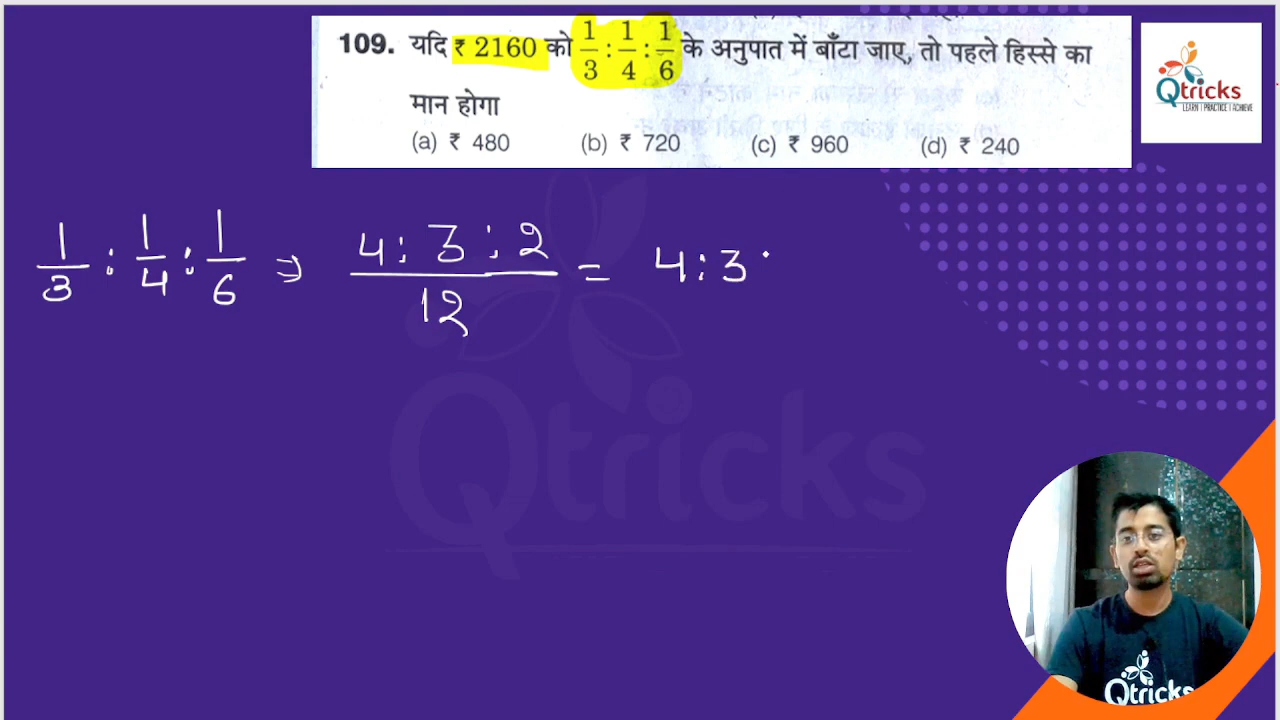 109. यदि ₹ 2160 को 1/3 : 1/4 : 1/6 के अनुपात में बाँटा जाए, तो पहले हिस्से का
मान होगा
(a) ₹ 480 (b) ₹ 720 (c) ₹ 960 (d) ₹ 240
Qtricks
LEARN | PRACTICE | ACHIEVE
1/3 : 1/4 : 1/6 ⇒ 4 : 3 : 2 / 12 = 4 : 3 .
Qtricks
Qtricks